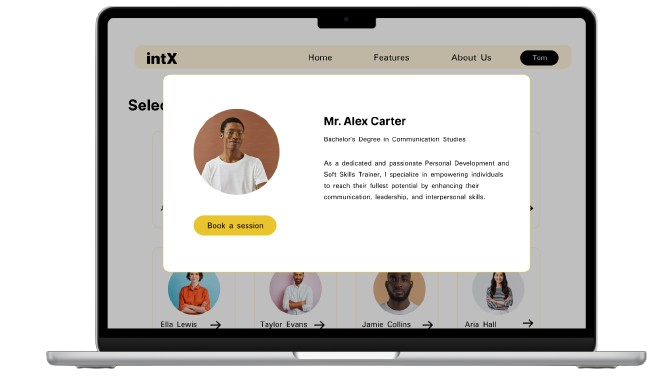 intX
Home
Features
About Us
Tom
Selec
Mr. Alex Carter
Bachelor's Degree in Communication Studies
As a dedicated and passionate Personal Development and
Soft Skills Trainer, I specialize in empowering individuals
to reach their fullest potential by enhancing their
communication, leadership, and interpersonal skills.
Book a session
Ella Lewis
Taylor Evans
Jamie Collins
Aria Hall